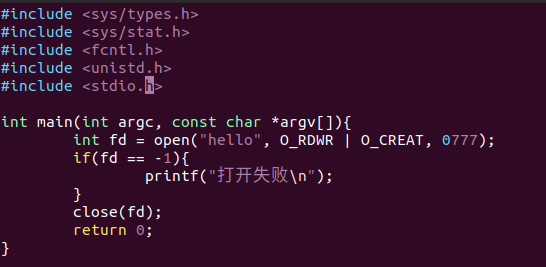 #include <sys/types.h>
#include <sys/stat.h>
#include <fcntl.h>
#include <unistd.h>
#include <stdio.h>

int main(int argc, const char *argv[]){
        int fd = open("hello", O_RDWR | O_CREAT, 0777);
        if(fd == -1){
                printf("打开失败\n");
        }
        close(fd);
        return 0;
}